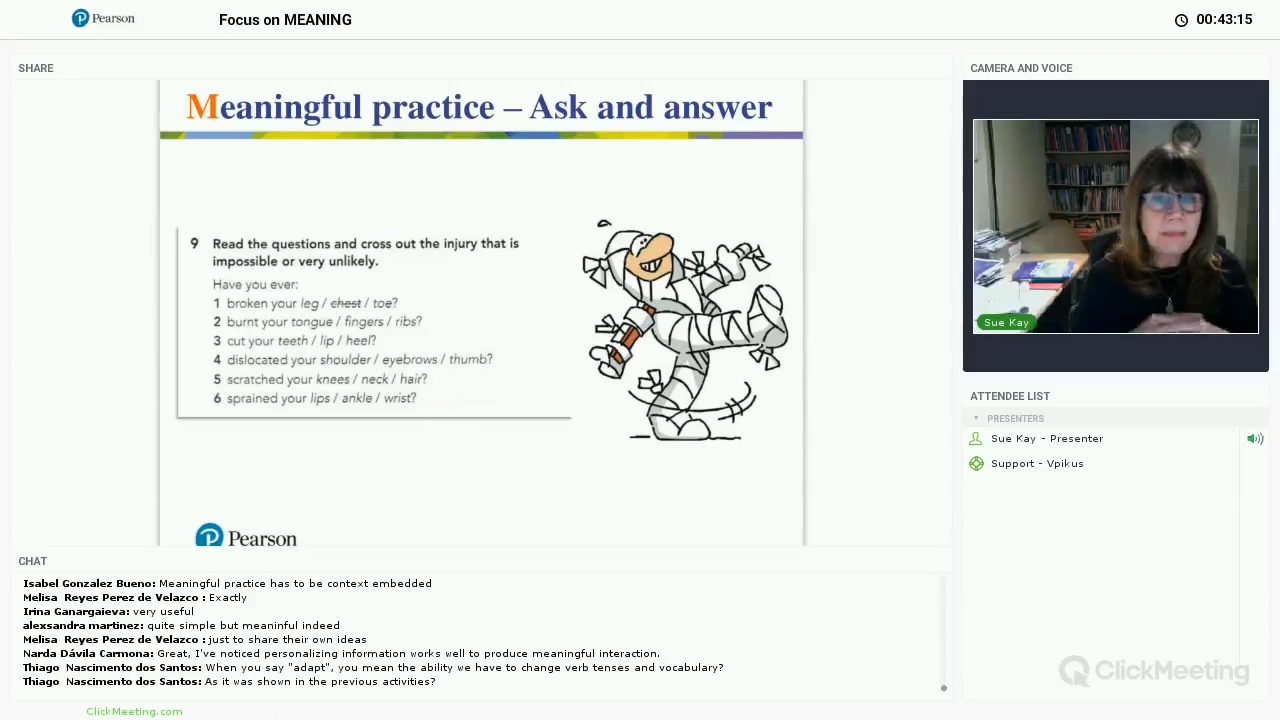 Pearson
Focus on MEANING
00:43:15
SHARE
Meaningful practice – Ask and answer
9 Read the questions and cross out the injury that is
impossible or very unlikely.
Have you ever:
1 broken your leg / chest / toe?
2 burnt your tongue / fingers / ribs?
3 cut your teeth / lip / heel?
4 dislocated your shoulder / eyebrows / thumb?
5 scratched your knees / neck / hair?
6 sprained your lips / ankle / wrist?
Pearson
CAMERA AND VOICE
Sue Kay
ATTENDEE LIST
PRESENTERS
Sue Kay - Presenter
Support - Vpikus
CHAT
Isabel Gonzalez Bueno: Meaningful practice has to be context embedded
Melisa Reyes Perez de Velazco : Exactly
Irina Ganargaieva: very useful
alexsandra martinez: quite simple but meaninful indeed
Melisa Reyes Perez de Velazco : just to share their own ideas
Narda Dávila Carmona: Great, I've noticed personalizing information works well to produce meaningful interaction.
Thiago Nascimento dos Santos: When you say "adapt", you mean the ability we have to change verb tenses and vocabulary?
Thiago Nascimento dos Santos: As it was shown in the previous activities?
ClickMeeting
ClickMeeting.com